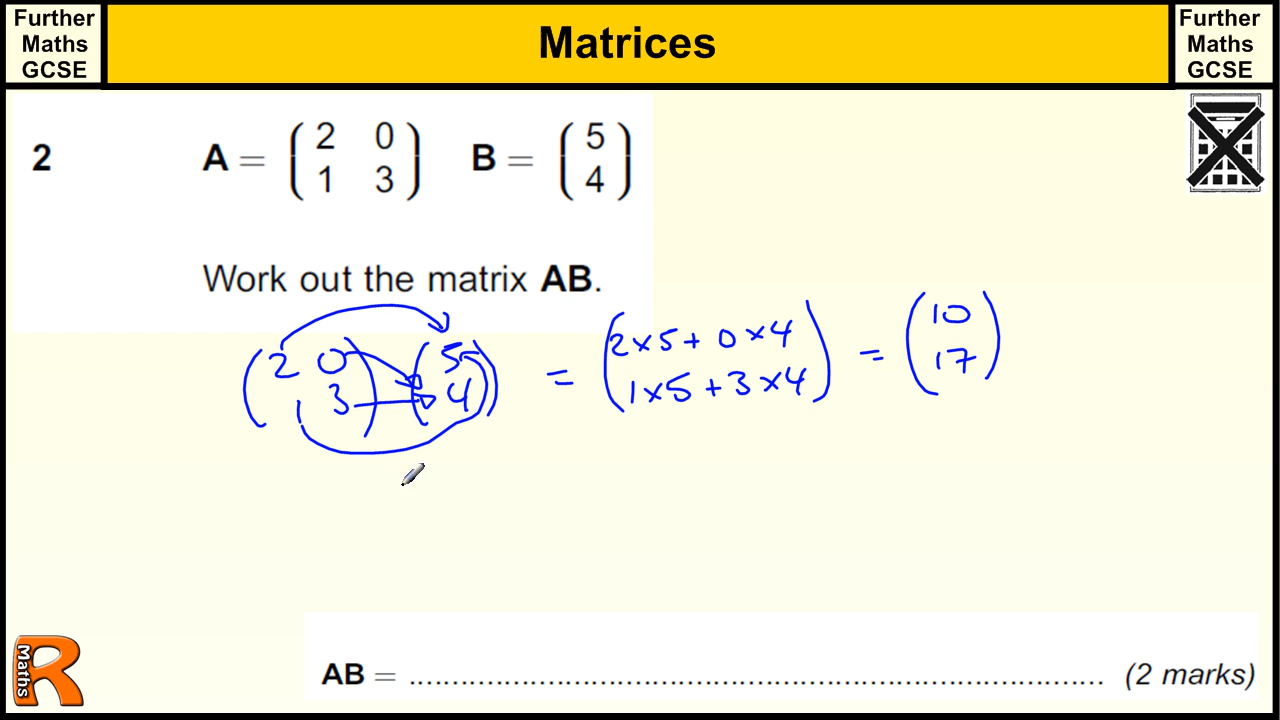 Further Maths GCSE
Matrices
Further Maths GCSE
2 A = ( 2 0 ) B = ( 5 )
( 1 3 ) ( 4 )
Work out the matrix AB.
( 2 0 ) ( 5 ) = ( 2×5 + 0×4 ) = ( 10 )
( 1 3 ) ( 4 ) ( 1×5 + 3×4 ) ( 17 )
R Maths
AB = ................................................................................ (2 marks)